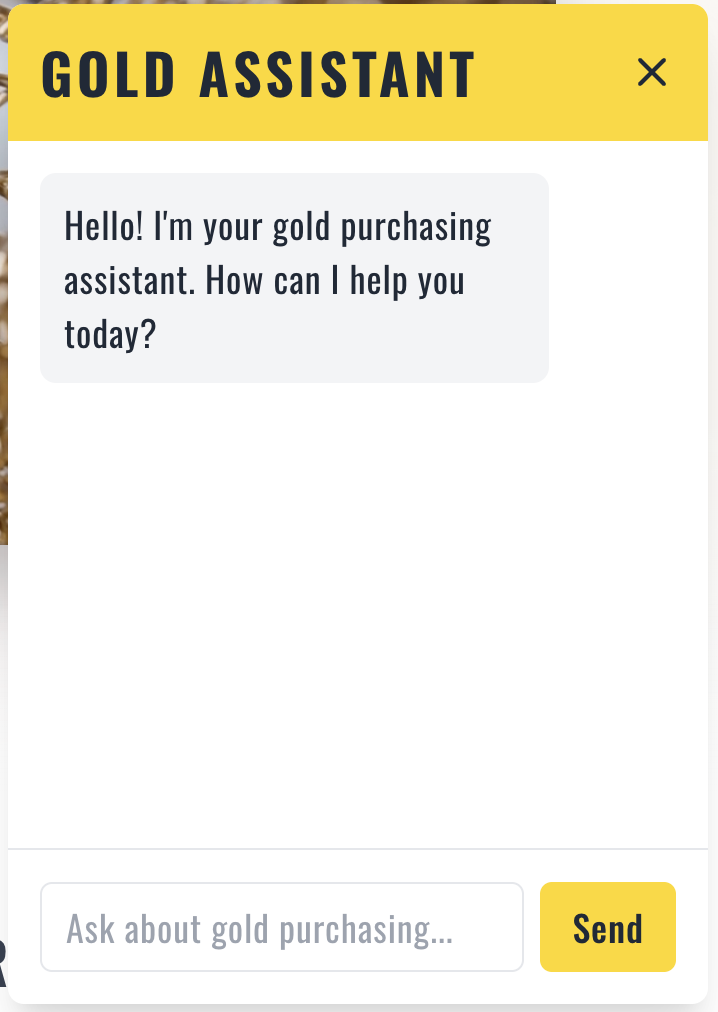 GOLD ASSISTANT
Hello! I'm your gold purchasing
assistant. How can I help you
today?
Ask about gold purchasing...
Send